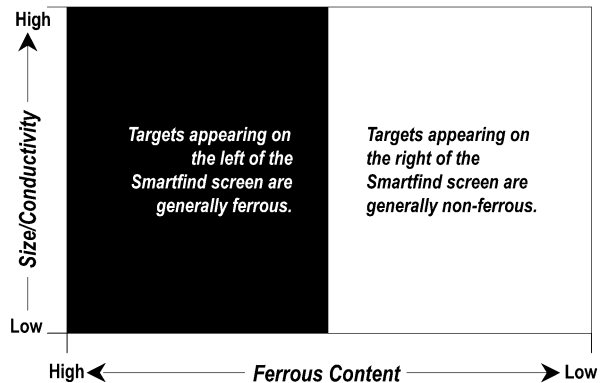 High
Size/Conductivity
Low
Targets appearing on
the left of the
Smartfind screen are
generally ferrous.
Targets appearing on
the right of the
Smartfind screen are
generally non-ferrous.
High
Ferrous Content
Low